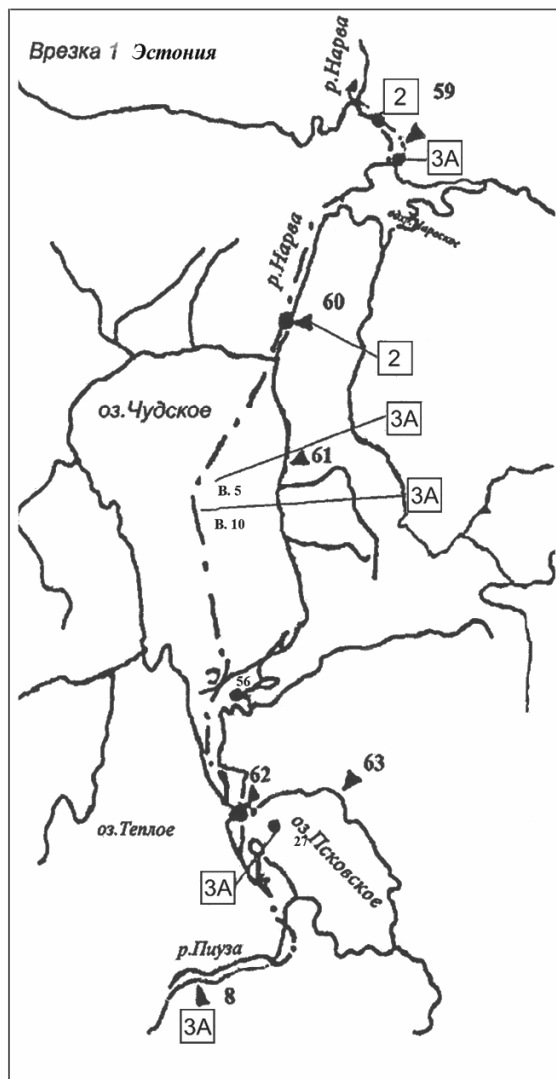 Врезка 1 Эстония
р.Нарва
2
59
3А
р.Нарва
60
2
оз.Чудское
3А
61
В. 5
3А
В. 10
56
62
63
оз.Теплое
оз.Псковское
27
3А
р.Пиуза
8
3А